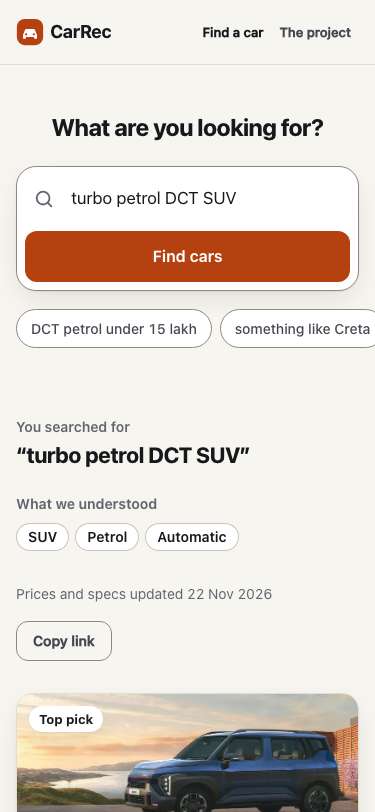 CarRec
Find a car
The project
What are you looking for?
turbo petrol DCT SUV
Find cars
DCT petrol under 15 lakh
something like Creta
You searched for
“turbo petrol DCT SUV”
What we understood
SUV
Petrol
Automatic
Prices and specs updated 22 Nov 2026
Copy link
Top pick